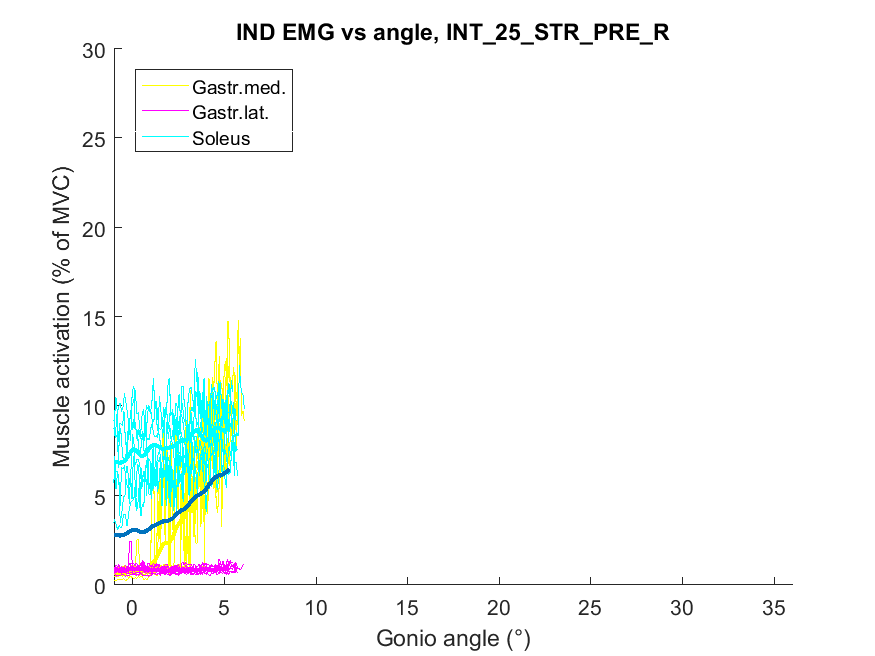 IND EMG vs angle, INT_25_STR_PRE_R
Muscle activation (% of MVC)
30
25
20
15
10
5
0
Gastr.med.
Gastr.lat.
Soleus
0 5 10 15 20 25 30 35
Gonio angle (°)